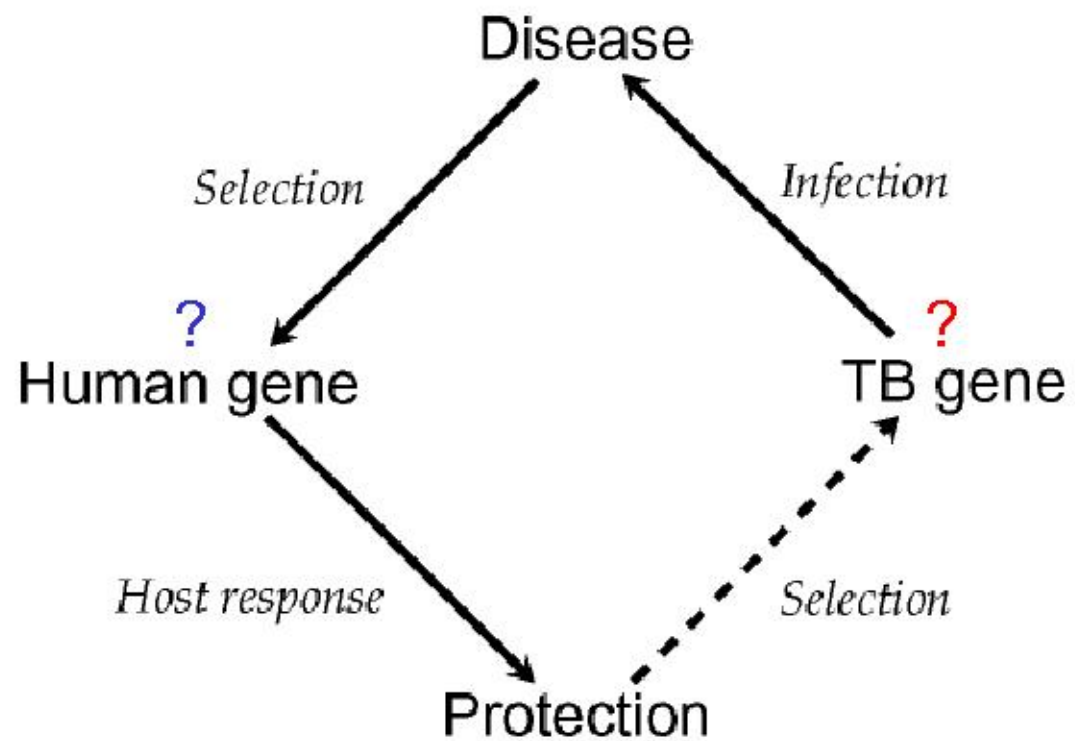 Disease
Selection
Infection
?
?
Human gene
TB gene
Host response
Selection
Protection